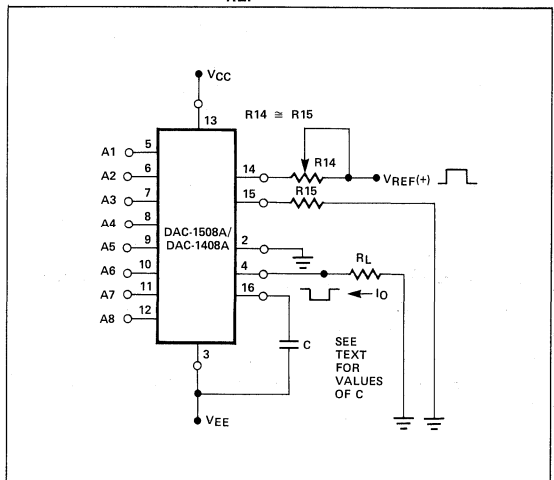 VCC
13
R14 ≅ R15
A1 5
A2 6
A3 7
A4 8
A5 9
A6 10
A7 11
A8 12
DAC-1508A/
DAC-1408A
14
R14
VREF(+)
15
R15
2
4
RL
IO
16
C
SEE
TEXT
FOR
VALUES
OF C
3
VEE